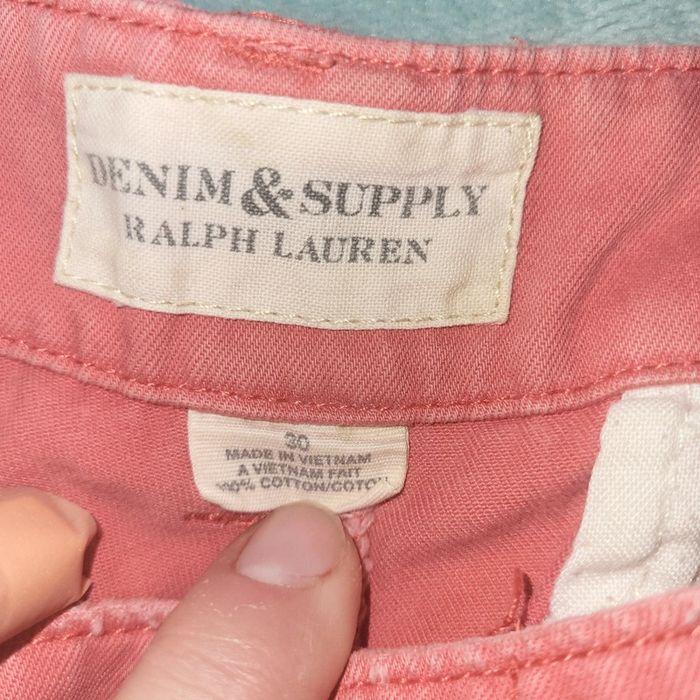 DENIM & SUPPLY
RALPH LAUREN
30
MADE IN VIETNAM
A VIETNAM FAIT
100% COTTON/COTON